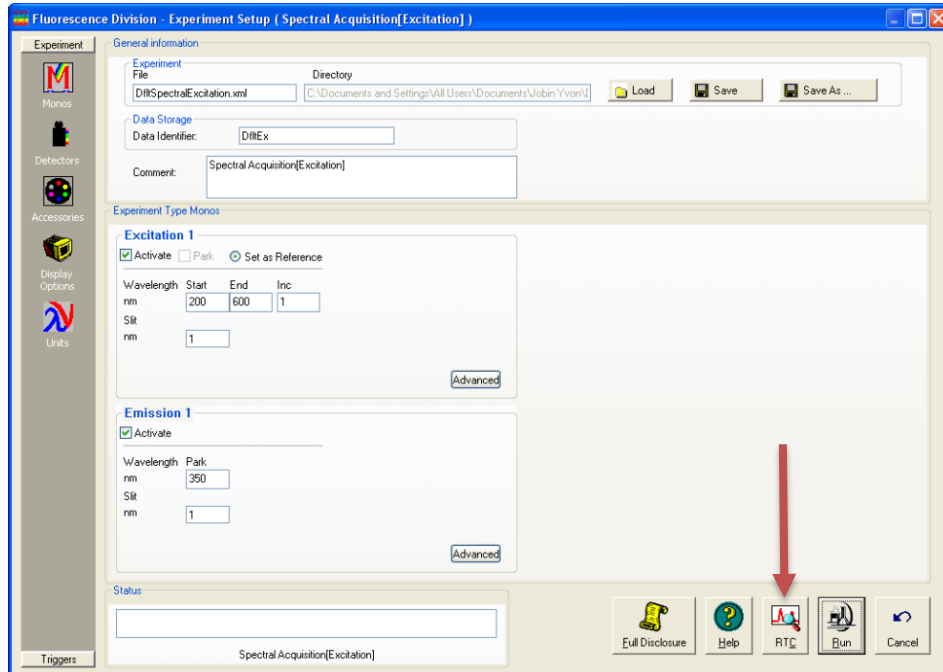 Fluorescence Division - Experiment Setup ( Spectral Acquisition[Excitation] )
Experiment
Monos
Detectors
Accessories
Display
Options
Units
Triggers
General information
Experiment
File Directory
DfltSpectralExcitation.xml C:\Documents and Settings\All Users\Documents\Jobin Yvon\ Load Save Save As ...
Data Storage
Data Identifier: DfltEx
Comment: Spectral Acquisition[Excitation]
Experiment Type Monos
Excitation 1
Activate Park Set as Reference
Wavelength Start End Inc
nm 200 600 1
Slit
nm 1
Advanced
Emission 1
Activate
Wavelength Park
nm 350
Slit
nm 1
Advanced
Status
Spectral Acquisition[Excitation]
Full Disclosure Help RTC Run Cancel